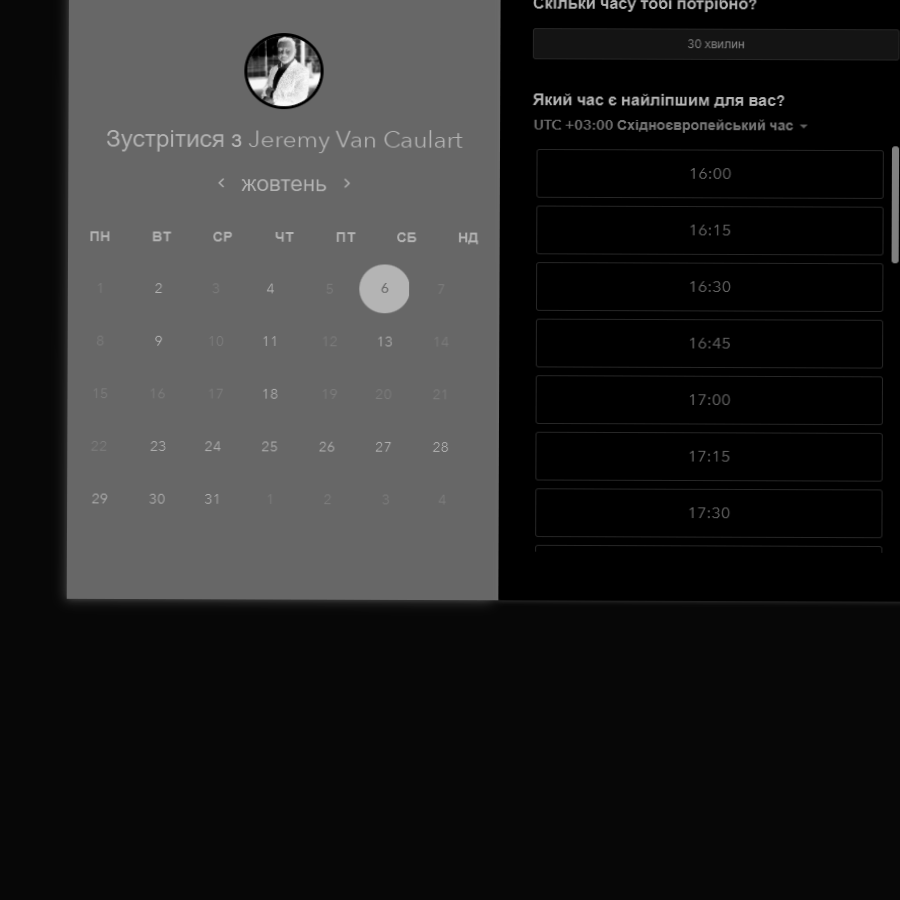 Зустрітися з Jeremy Van Caulart
жовтень
ПН ВТ СР ЧТ ПТ СБ НД
1 2 3 4 5 6 7
8 9 10 11 12 13 14
15 16 17 18 19 20 21
22 23 24 25 26 27 28
29 30 31 1 2 3 4
Скільки часу тобі потрібно?
30 хвилин
Який час є найліпшим для вас?
UTC +03:00 Східноєвропейський час
16:00
16:15
16:30
16:45
17:00
17:15
17:30